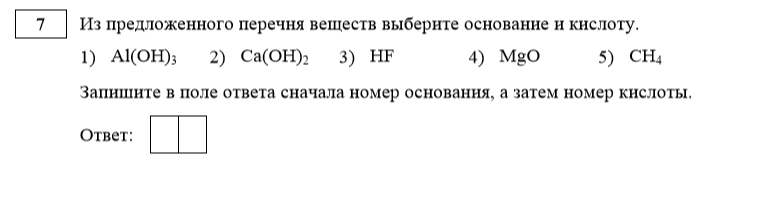 7 Из предложенного перечня веществ выберите основание и кислоту.
1) Al(OH)₃ 2) Ca(OH)₂ 3) HF 4) MgO 5) CH₄
Запишите в поле ответа сначала номер основания, а затем номер кислоты.
Ответ: